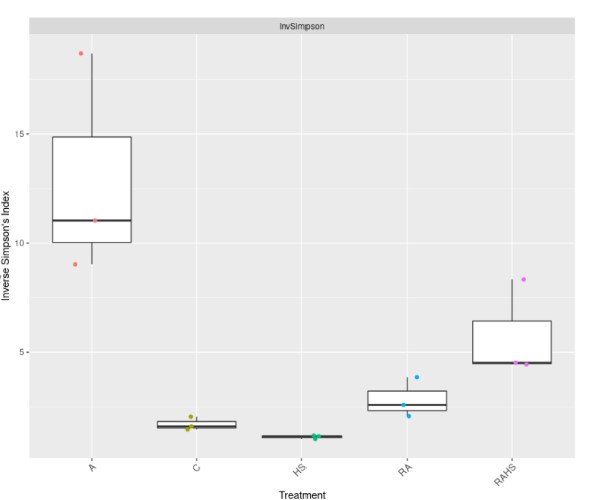 InvSimpson
Inverse Simpson's Index
15
10
5
A
C
HS
RA
RAHS
Treatment